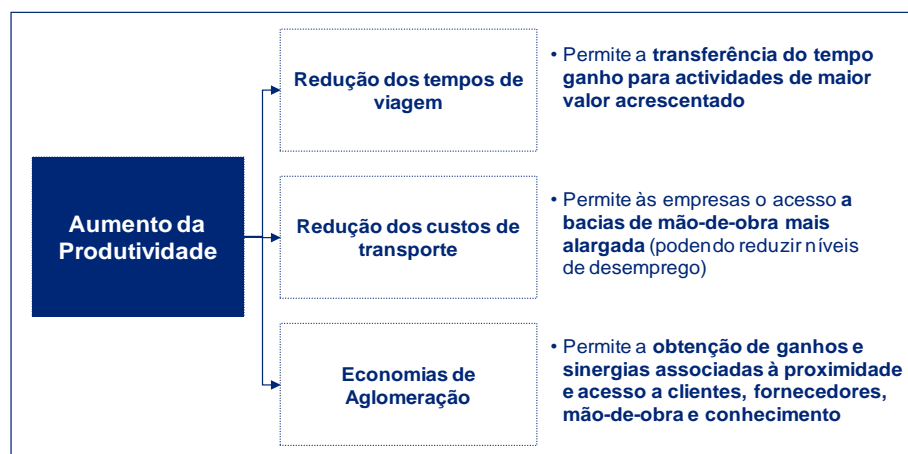 Aumento da
Produtividade
Redução dos tempos de
viagem
• Permite a transferência do tempo
ganho para actividades de maior
valor acrescentado
Redução dos custos de
transporte
• Permite às empresas o acesso a
bacias de mão-de-obra mais
alargada (podendo reduzir níveis
de desemprego)
Economias de
Aglomeração
• Permite a obtenção de ganhos e
sinergias associadas à proximidade
e acesso a clientes, fornecedores,
mão-de-obra e conhecimento